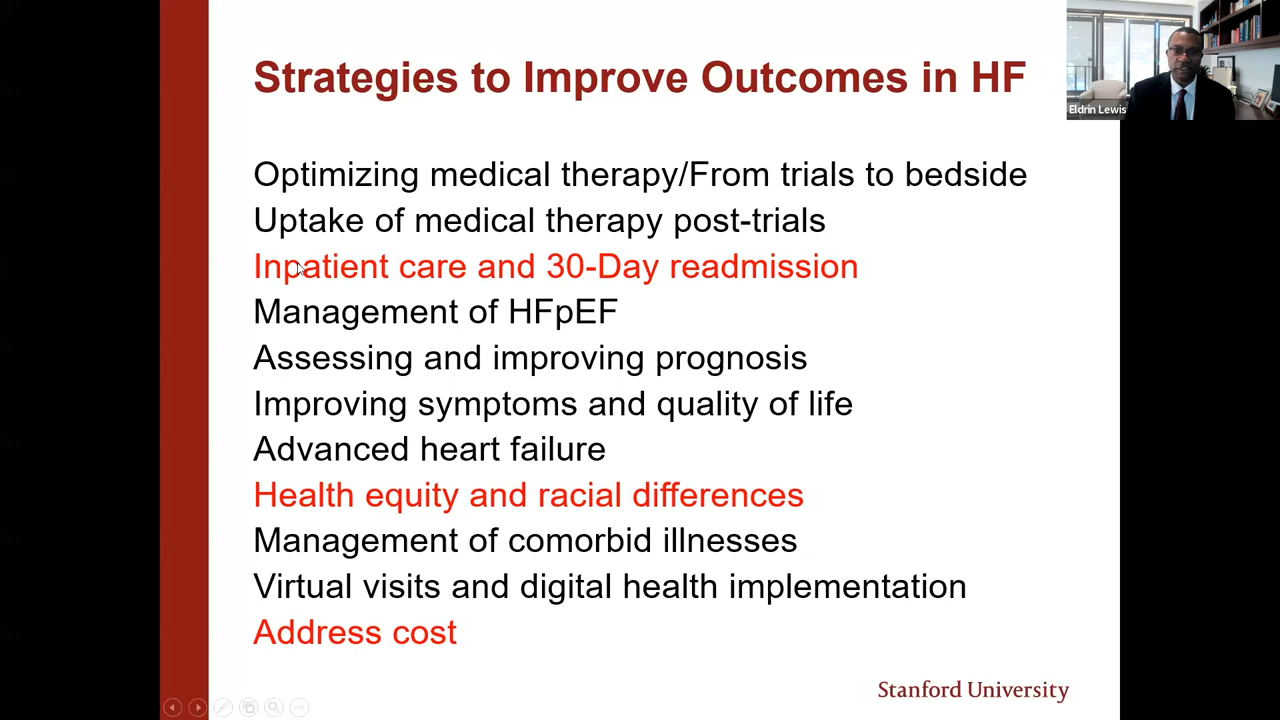 Strategies to Improve Outcomes in HF
Eldrin Lewis
Optimizing medical therapy/From trials to bedside
Uptake of medical therapy post-trials
Inpatient care and 30-Day readmission
Management of HFpEF
Assessing and improving prognosis
Improving symptoms and quality of life
Advanced heart failure
Health equity and racial differences
Management of comorbid illnesses
Virtual visits and digital health implementation
Address cost
Stanford University